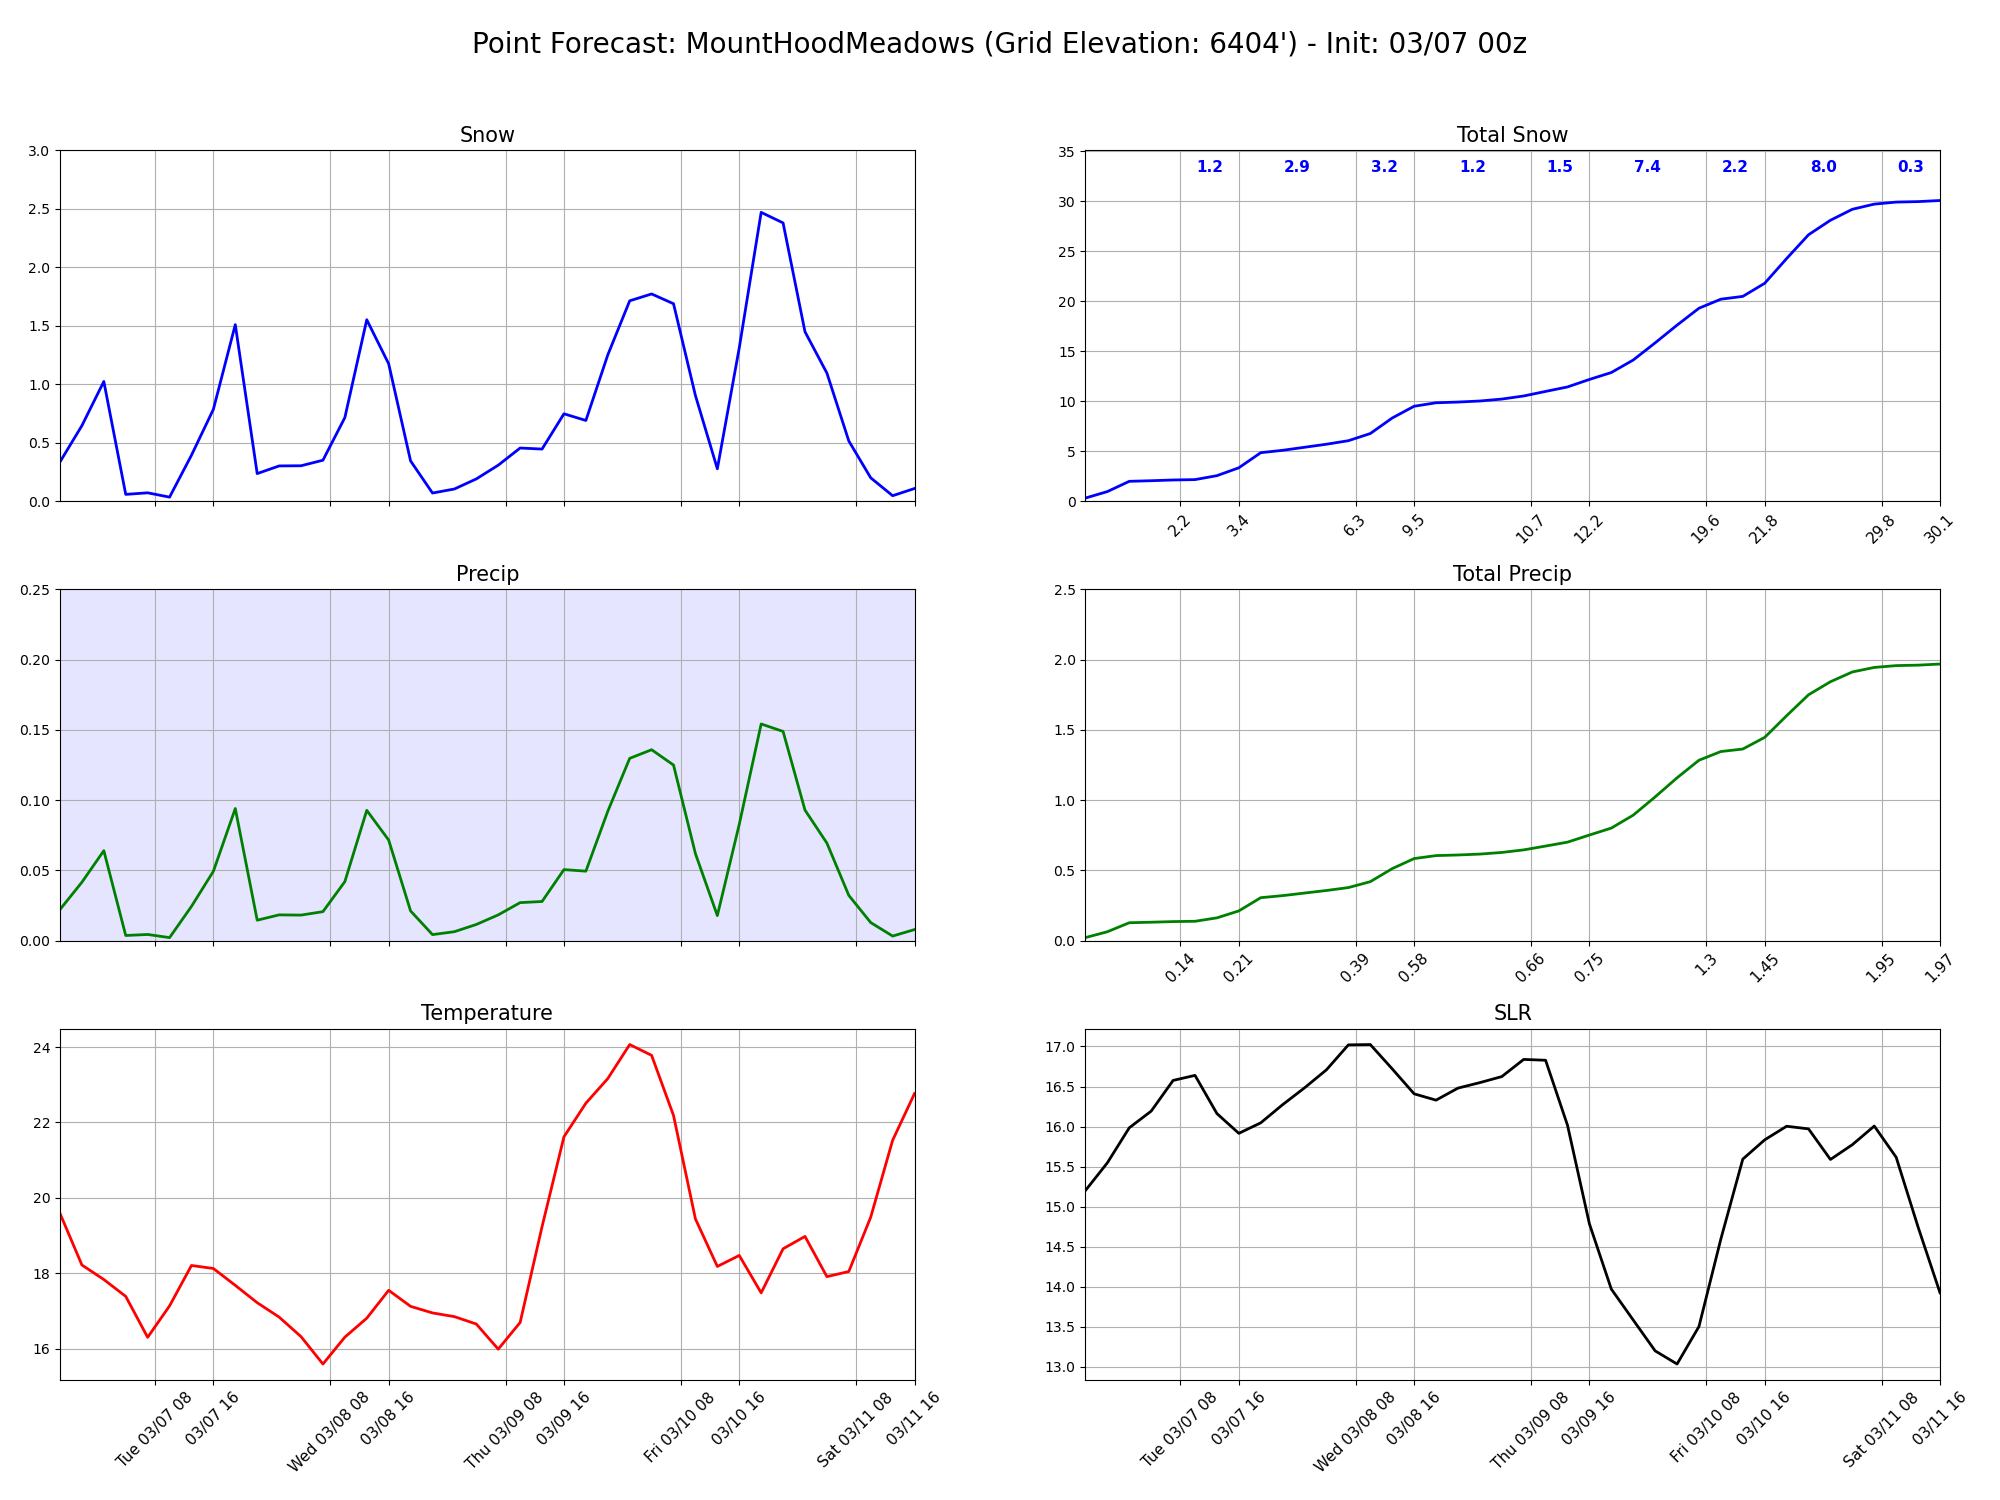 Point Forecast: MountHoodMeadows (Grid Elevation: 6404') - Init: 03/07 00z
Snow
3.0
2.5
2.0
1.5
1.0
0.5
0.0
Total Snow
35
30
25
20
15
10
5
0
1.2 2.9 3.2 1.2 1.5 7.4 2.2 8.0 0.3
2.2 3.4 6.3 9.5 10.7 12.2 19.6 21.8 29.8 30.1
Precip
0.25
0.20
0.15
0.10
0.05
0.00
Total Precip
2.5
2.0
1.5
1.0
0.5
0.0
0.14 0.21 0.39 0.58 0.66 0.75 1.3 1.45 1.95 1.97
Temperature
24
22
20
18
16
Tue 03/07 08
03/07 16
Wed 03/08 08
03/08 16
Thu 03/09 08
03/09 16
Fri 03/10 08
03/10 16
Sat 03/11 08
03/11 16
SLR
17.0
16.5
16.0
15.5
15.0
14.5
14.0
13.5
13.0
Tue 03/07 08
03/07 16
Wed 03/08 08
03/08 16
Thu 03/09 08
03/09 16
Fri 03/10 08
03/10 16
Sat 03/11 08
03/11 16